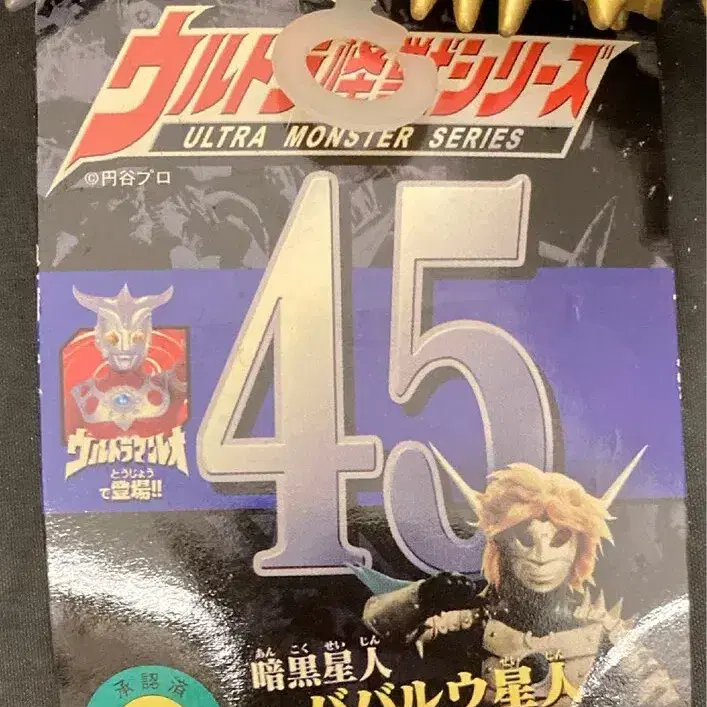 ウルトラ怪獣シリーズ
ULTRA MONSTER SERIES
©円谷プロ
45
ウルトラマンレオ
とうじょう
で登場!!
あんこくせいじん
暗黒星人
せいじん
ババルウ星人
承認済